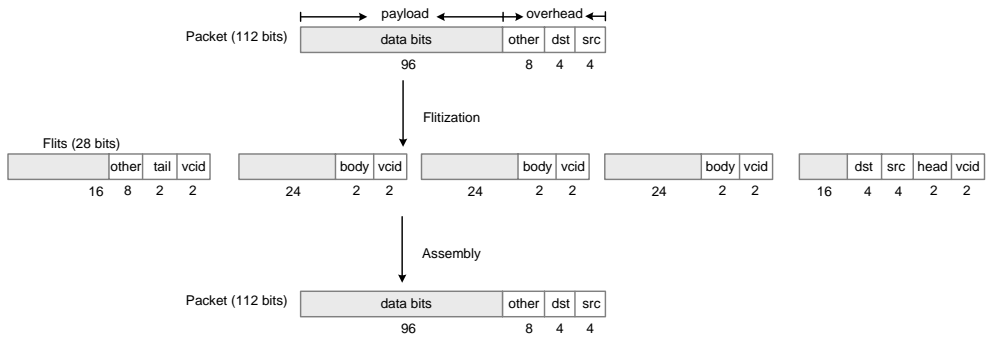 payload overhead
Packet (112 bits) data bits other dst src
96 8 4 4
Flitization
Flits (28 bits)
other tail vcid body vcid body vcid body vcid dst src head vcid
16 8 2 2 24 2 2 24 2 2 24 2 2 16 4 4 2 2
Assembly
Packet (112 bits) data bits other dst src
96 8 4 4